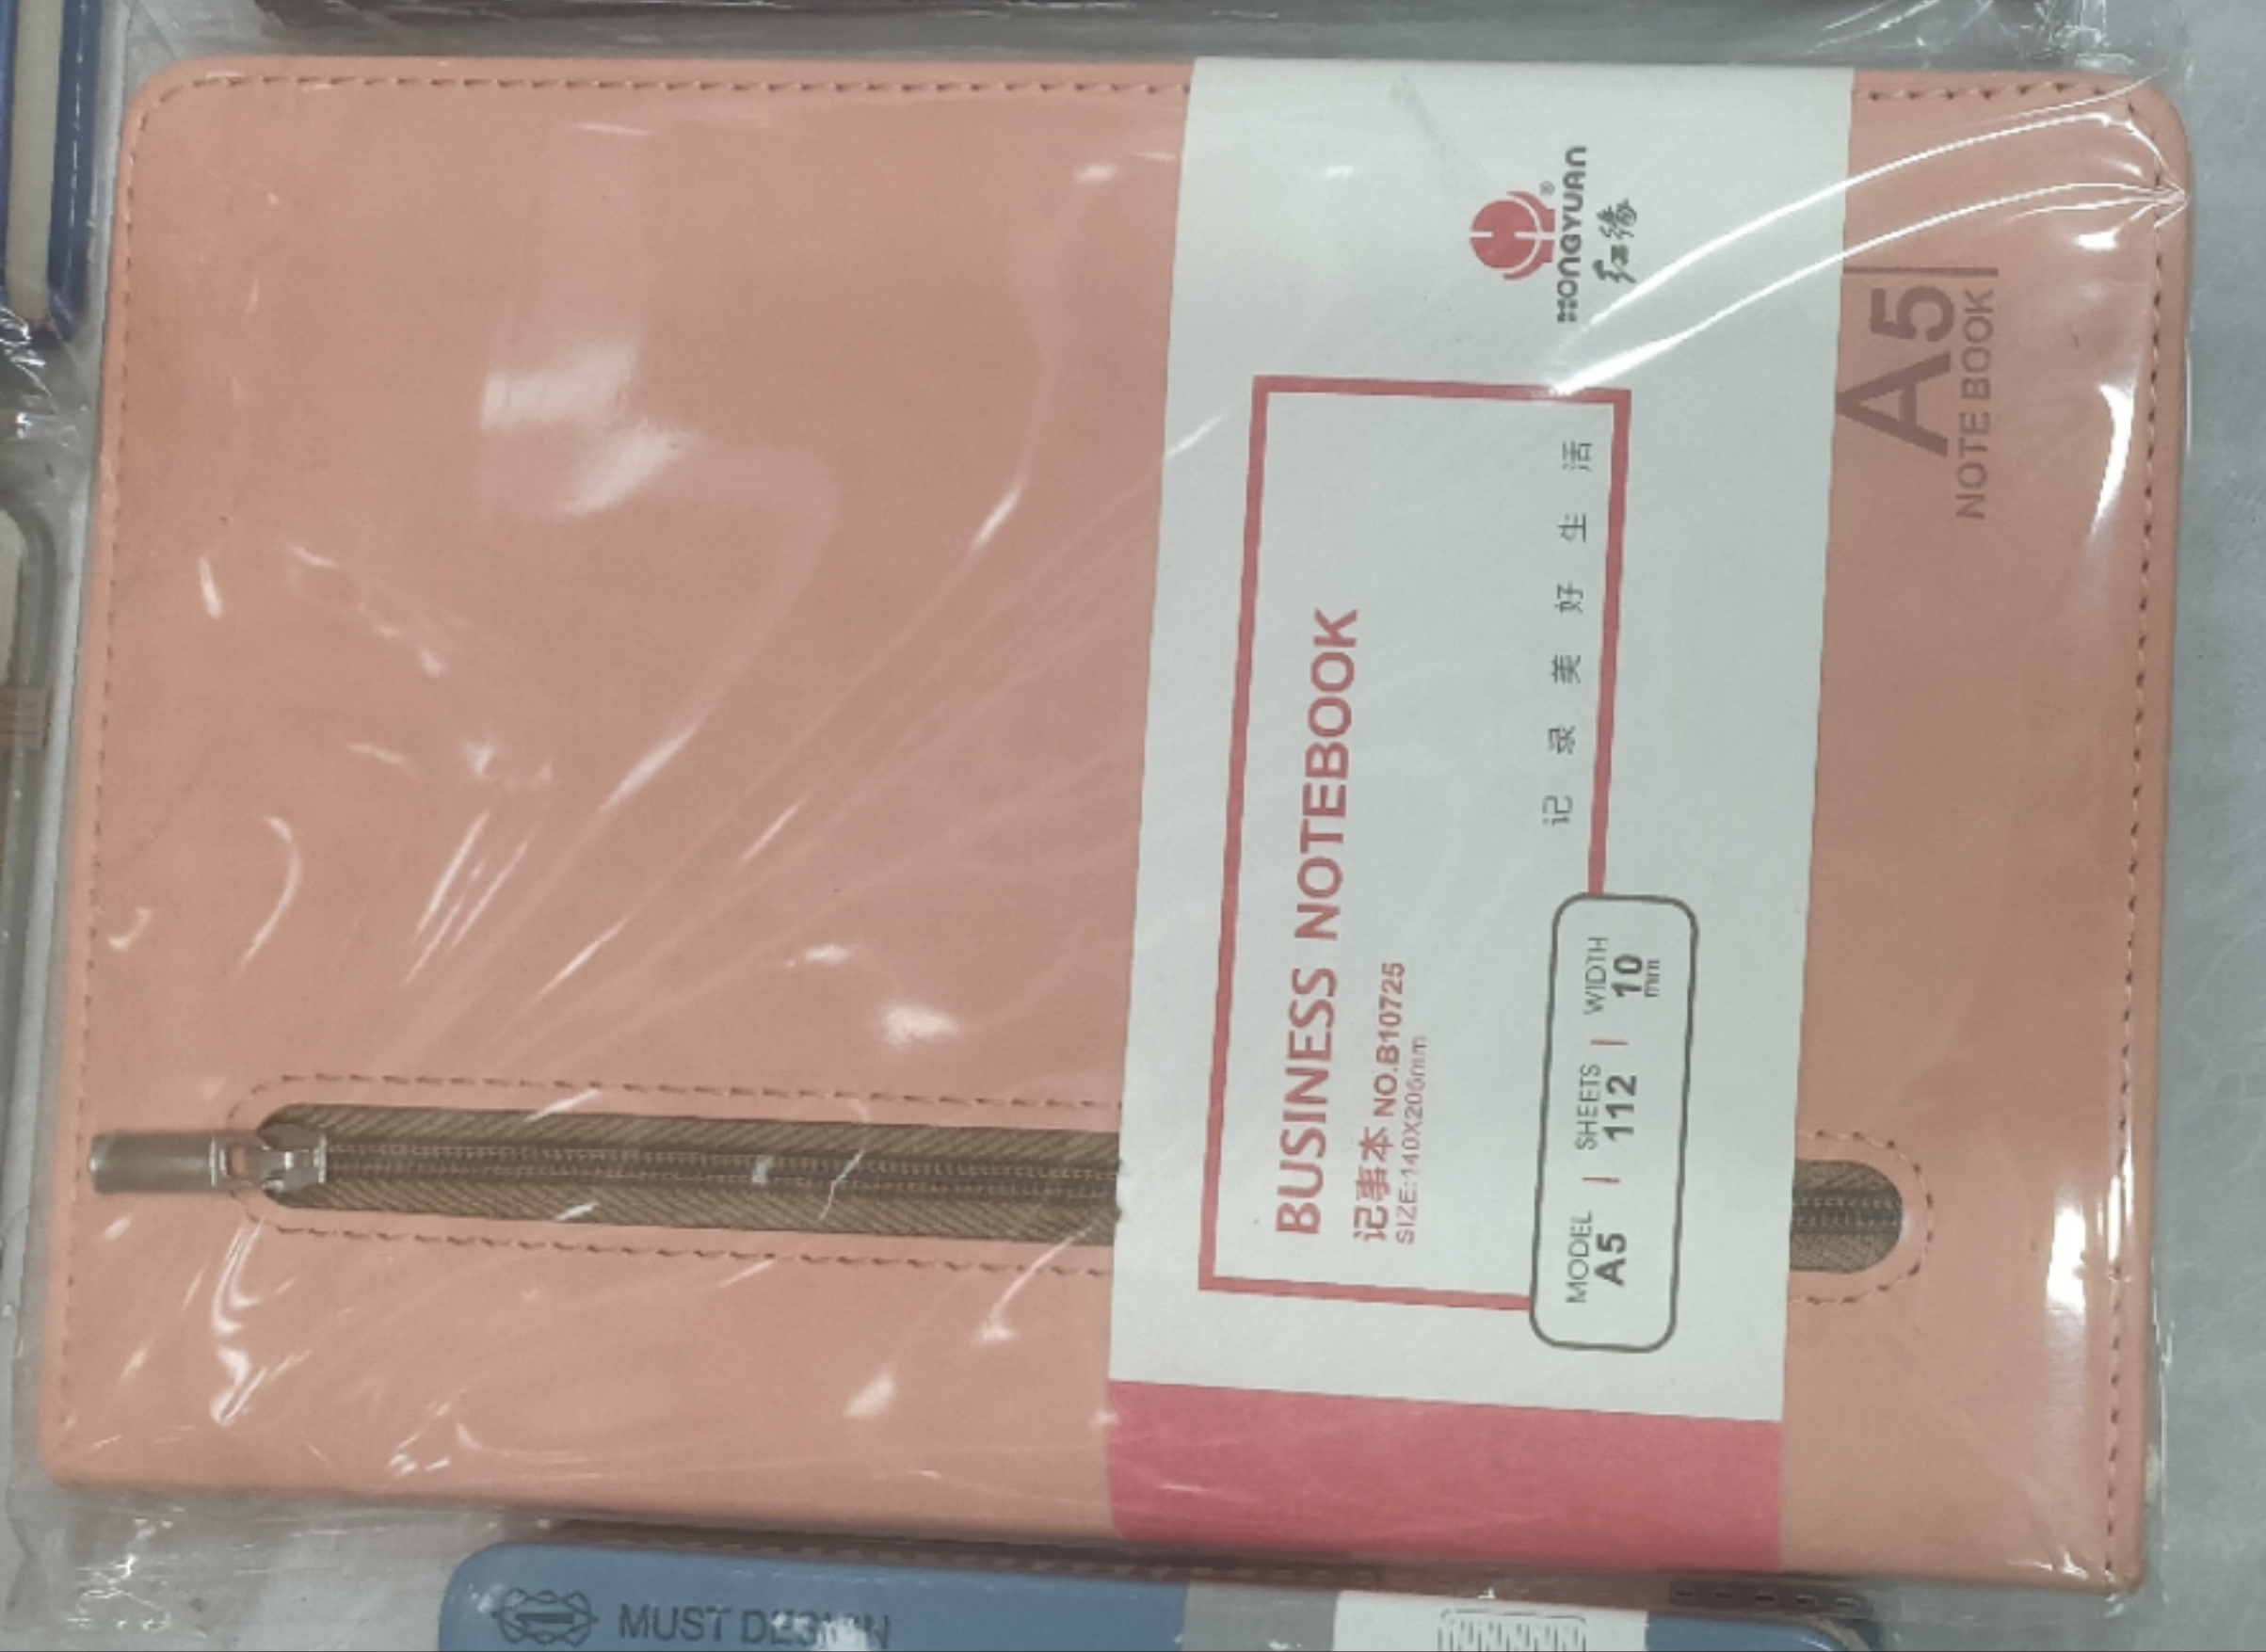 HONGYUAN
红缘
BUSINESS NOTEBOOK
记事本 NO.B10725
SIZE:140X206mm
记录美好生活
MODEL | SHEETS | WIDTH
A5 | 112 | 10
mm
A5
NOTE BOOK
MUST DESIGN